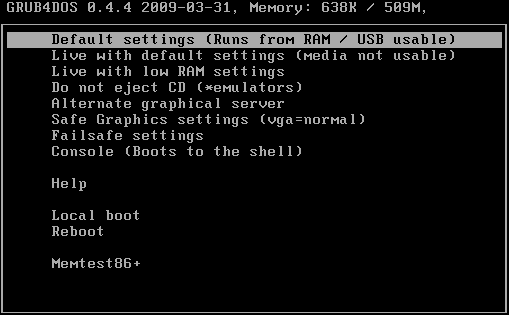 GRUB4DOS 0.4.4 2009-03-31, Memory: 638K / 509M,
Default settings (Runs from RAM / USB usable)
Live with default settings (media not usable)
Live with low RAM settings
Do not eject CD (*emulators)
Alternate graphical server
Safe Graphics settings (vga=normal)
Failsafe settings
Console (Boots to the shell)
Help
Local boot
Reboot
Memtest86+